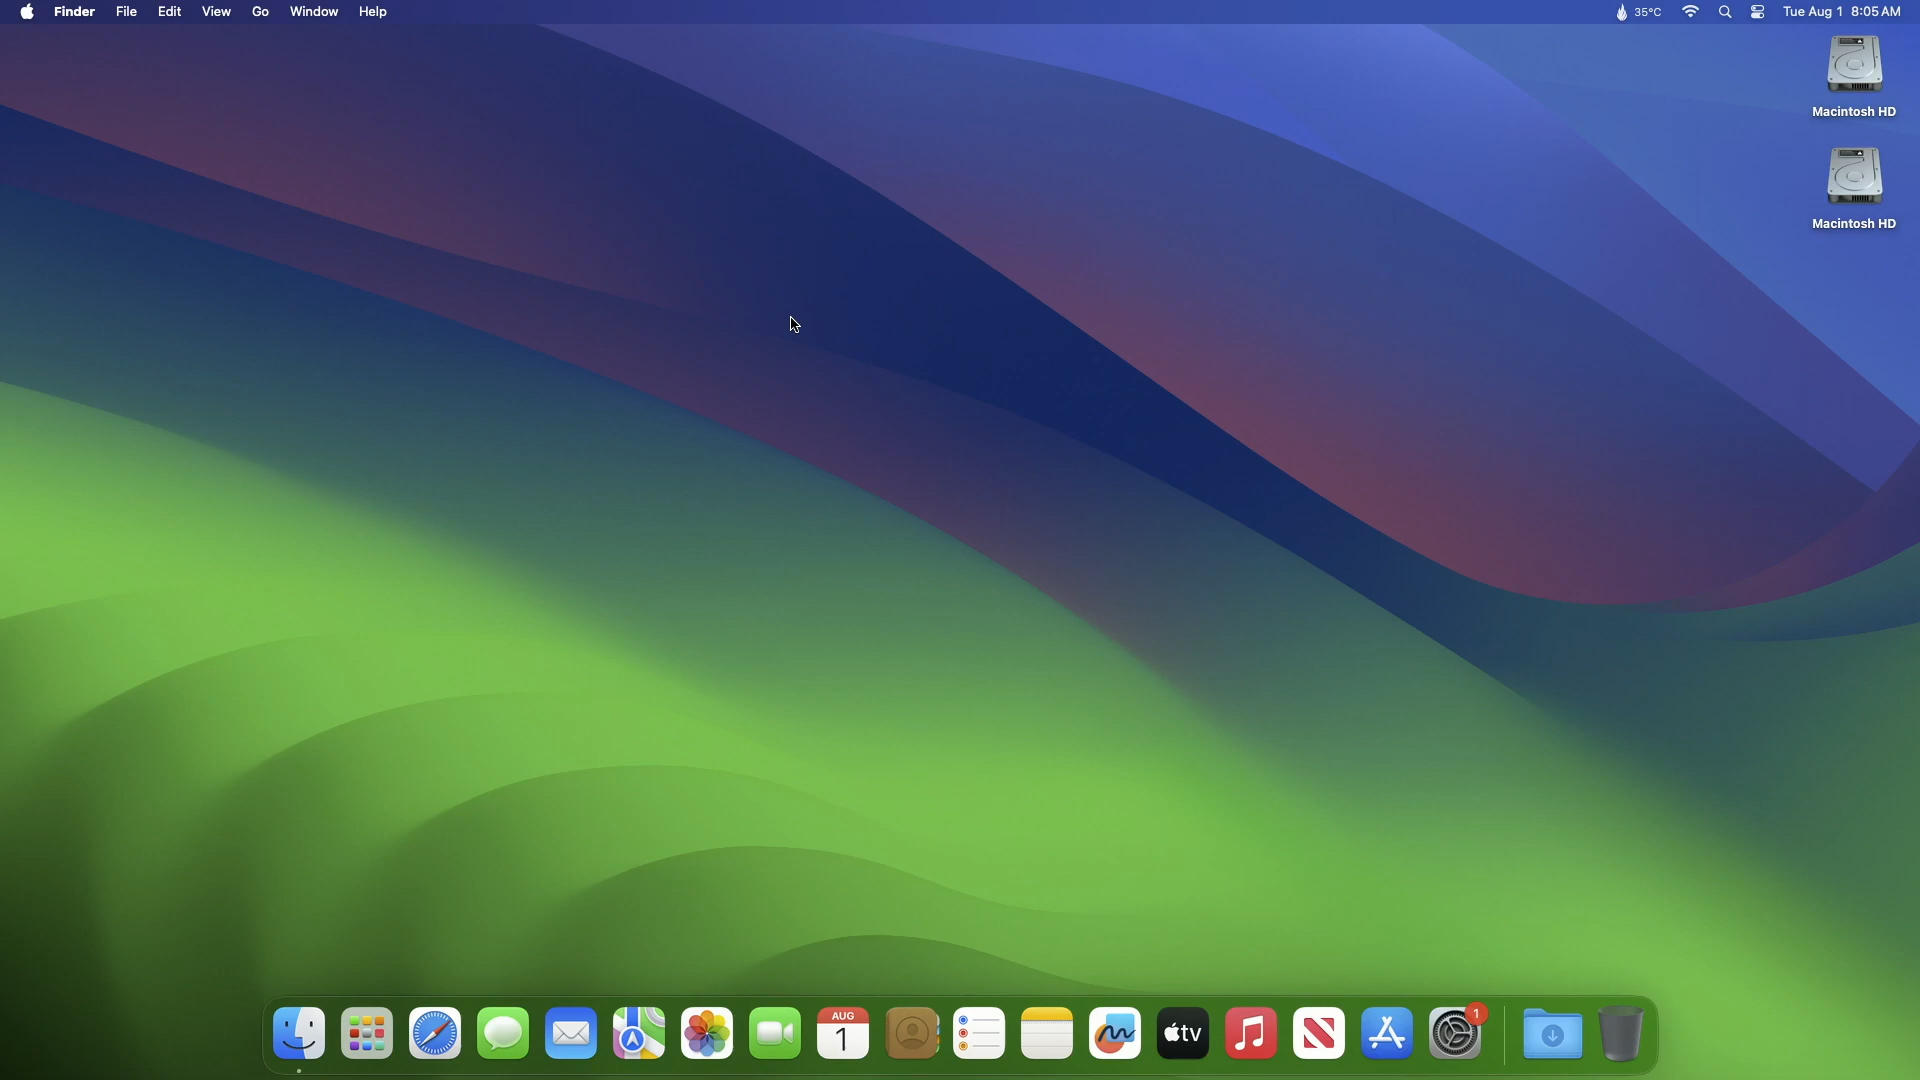 Finder File Edit View Go Window Help 35°C Tue Aug 1 8:05 AM
Macintosh HD
Macintosh HD
AUG
1
tv
1